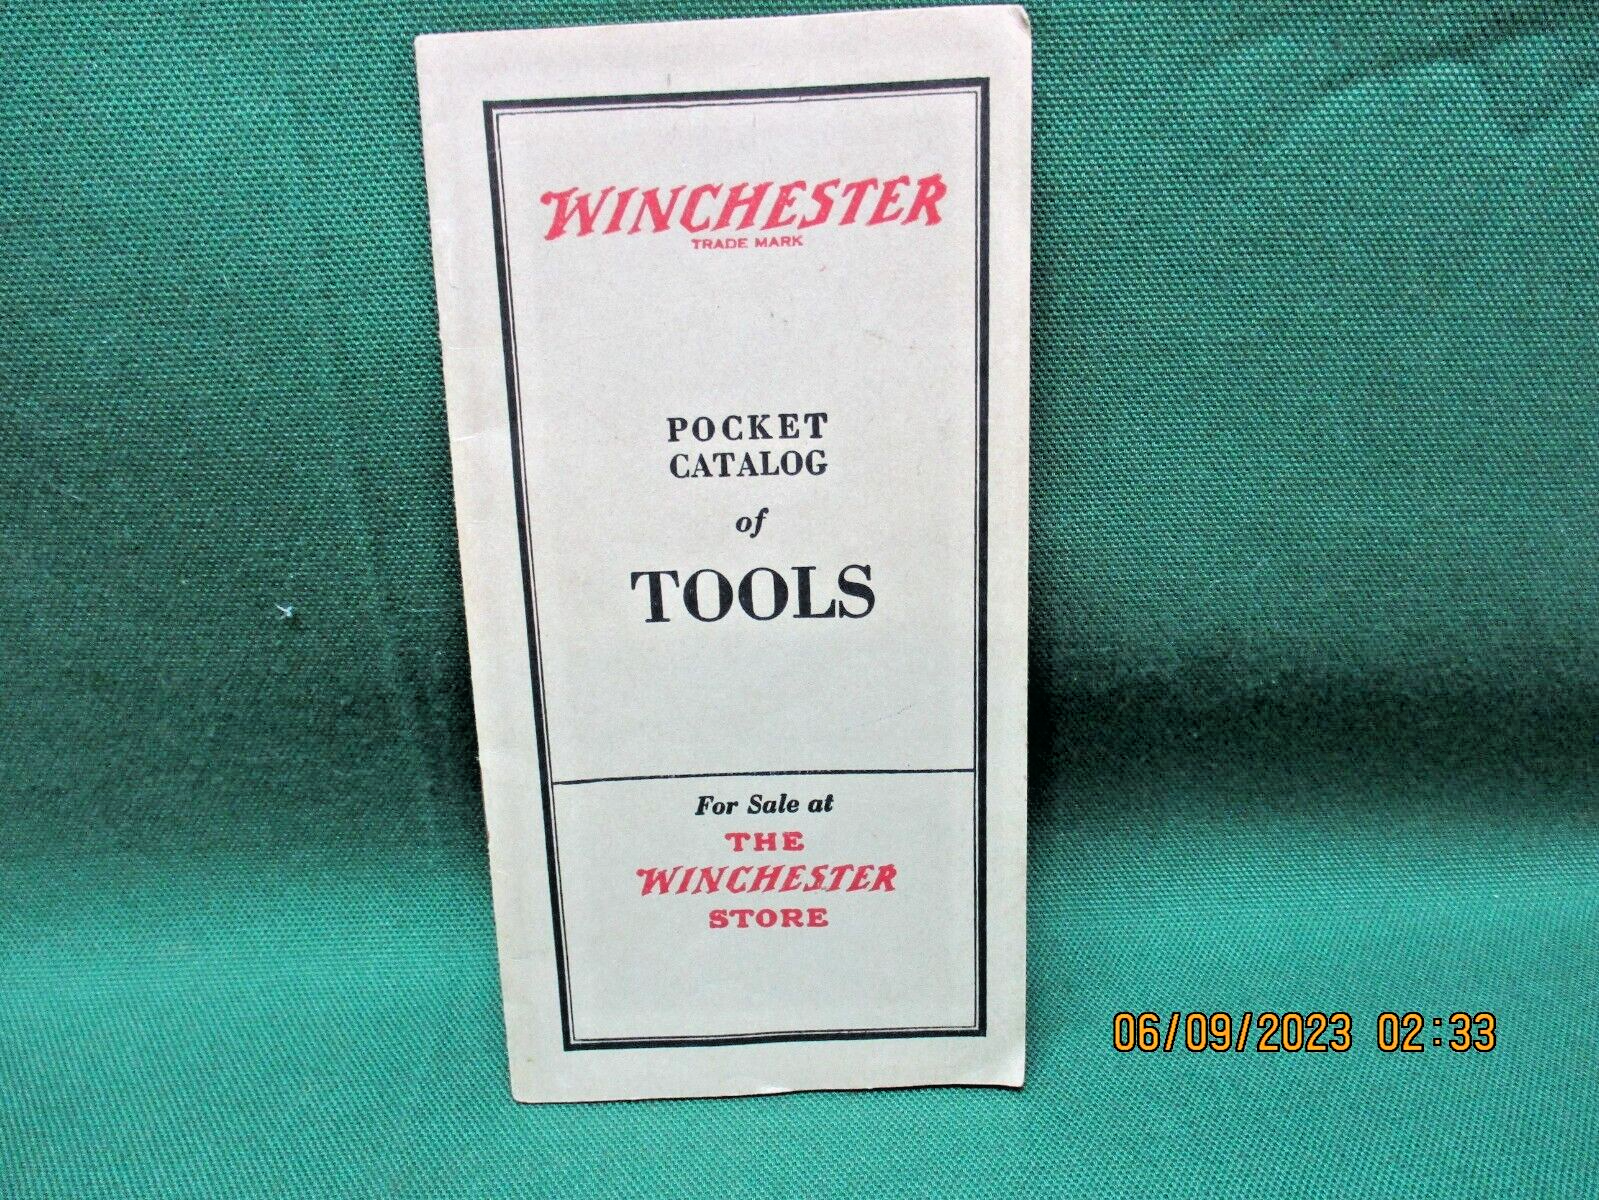 WINCHESTER
TRADE MARK
POCKET
CATALOG
of
TOOLS
For Sale at
THE
WINCHESTER
STORE
06/09/2023 02:33